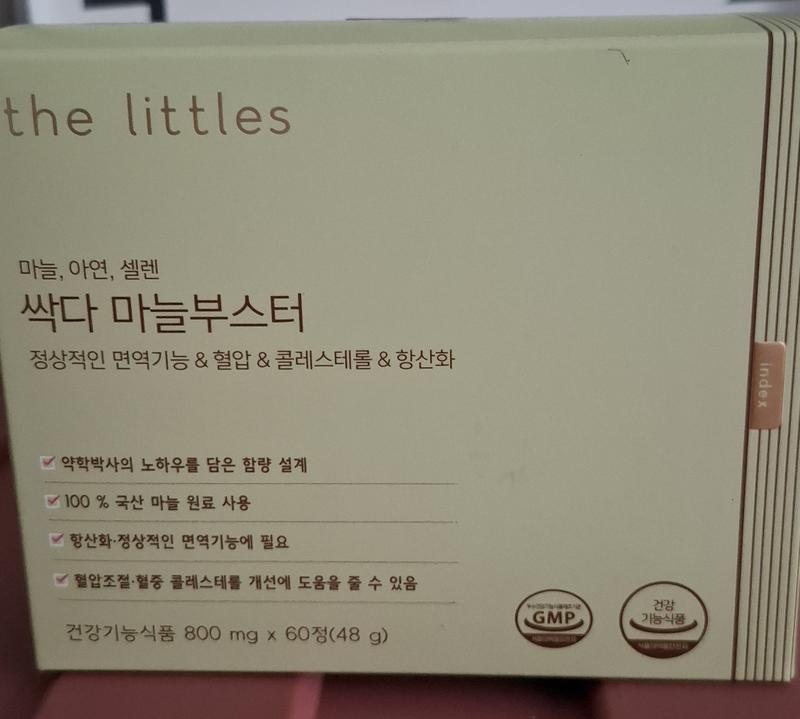 the littles
마늘, 아연, 셀렌
싹다 마늘부스터
정상적인 면역기능 & 혈압 & 콜레스테롤 & 항산화
index
약학박사의 노하우를 담은 함량 설계
100 % 국산 마늘 원료 사용
항산화·정상적인 면역기능에 필요
혈압조절·혈중 콜레스테롤 개선에 도움을 줄 수 있음
건강기능식품 800 mg x 60정(48 g)
GMP
건강
기능식품